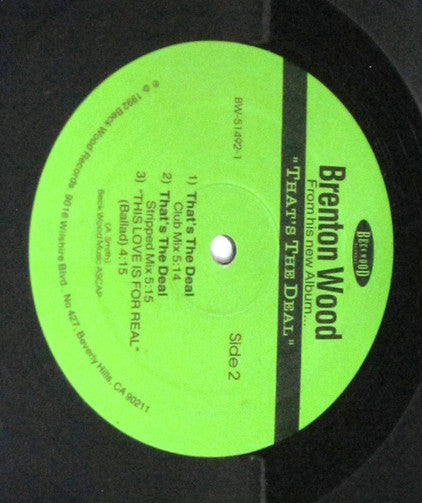 BECKWOOD
Brenton Wood
From his new Album...
"THAT'S THE DEAL"
BW-51492-1
Side 2
1) That's The Deal
Club Mix 5:14
2) That's The Deal
Stripped Mix 5:15
3) "THIS LOVE IS FOR REAL"
(Ballad) 4:15
(A. Smith)
Beck Wood Music ASCAP
℗ © 1992 Beck Wood Records 9016 Wilshire Blvd. No 427 Beverly Hills, CA 90211